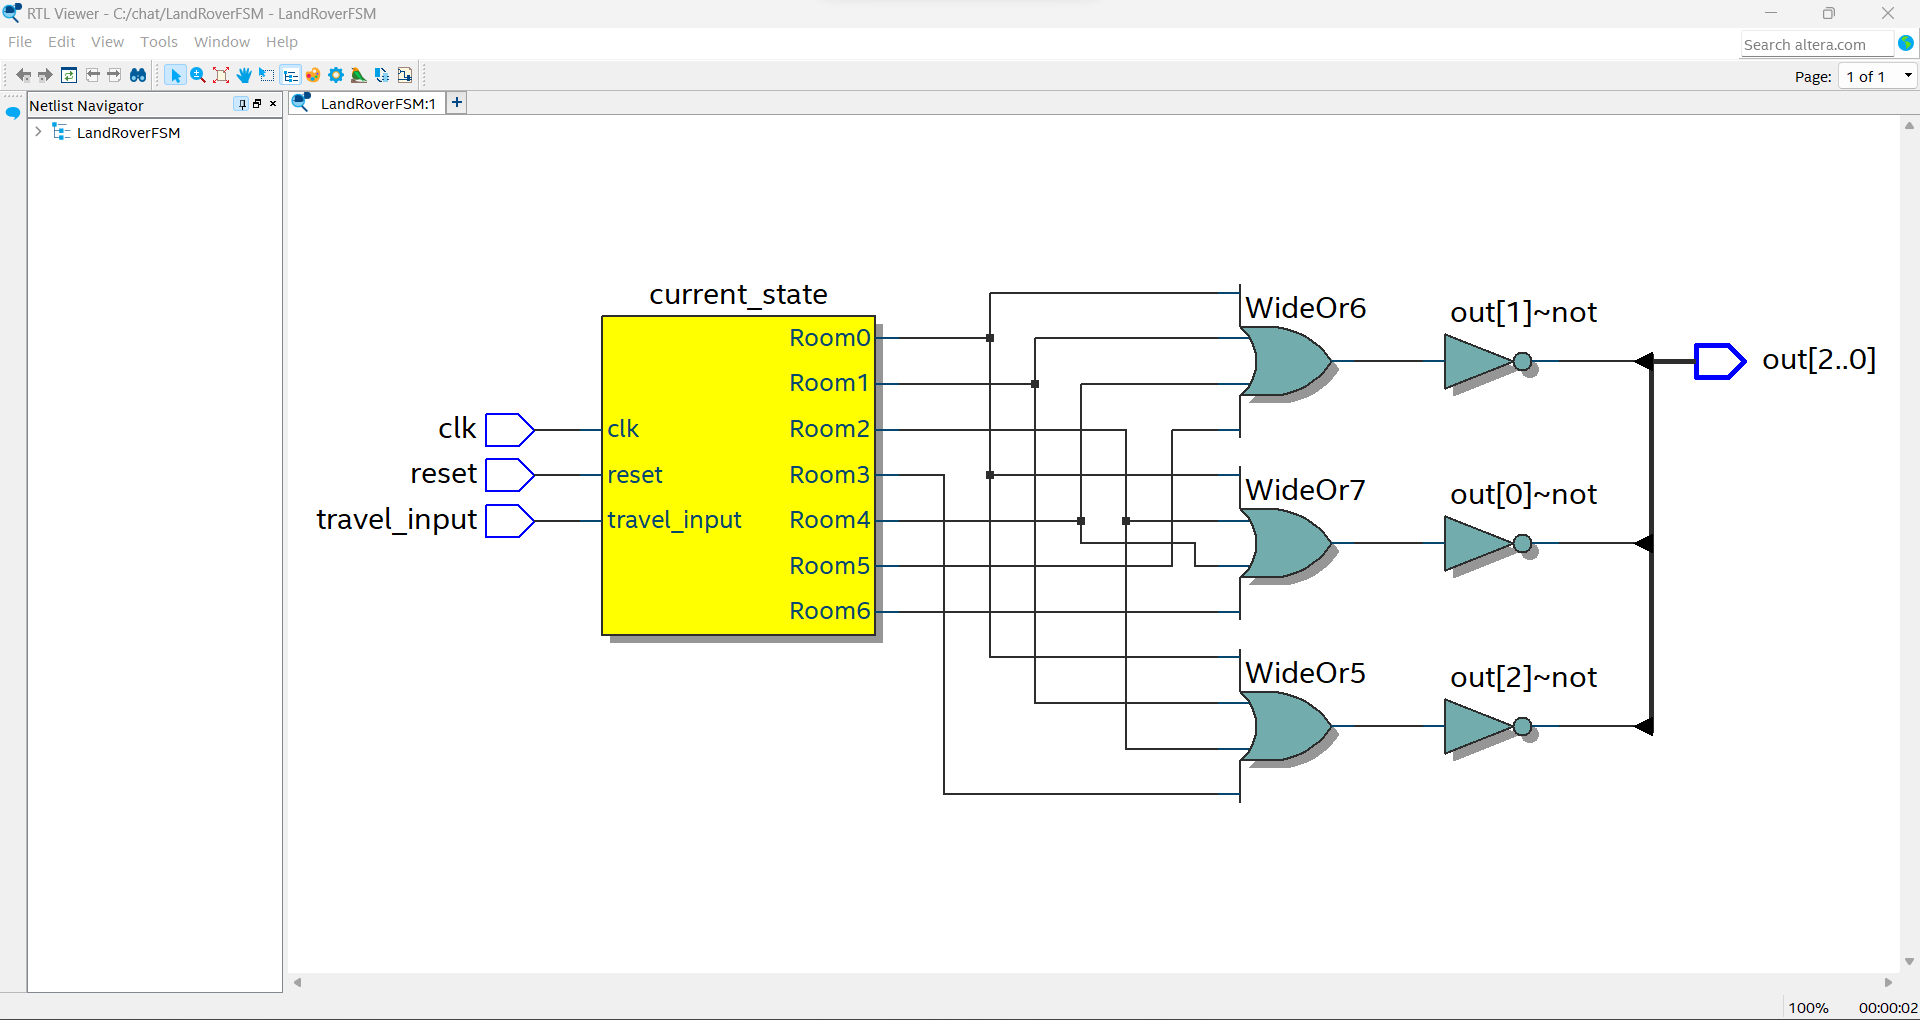 RTL Viewer - C:/chat/LandRoverFSM - LandRoverFSM
File Edit View Tools Window Help
Search altera.com
Page: 1 of 1
Netlist Navigator
LandRoverFSM:1
LandRoverFSM
current_state
Room0
Room1
clk
clk
Room2
reset
reset
Room3
travel_input
travel_input
Room4
Room5
Room6
WideOr6
out[1]~not
out[2..0]
WideOr7
out[0]~not
WideOr5
out[2]~not
100% 00:00:02